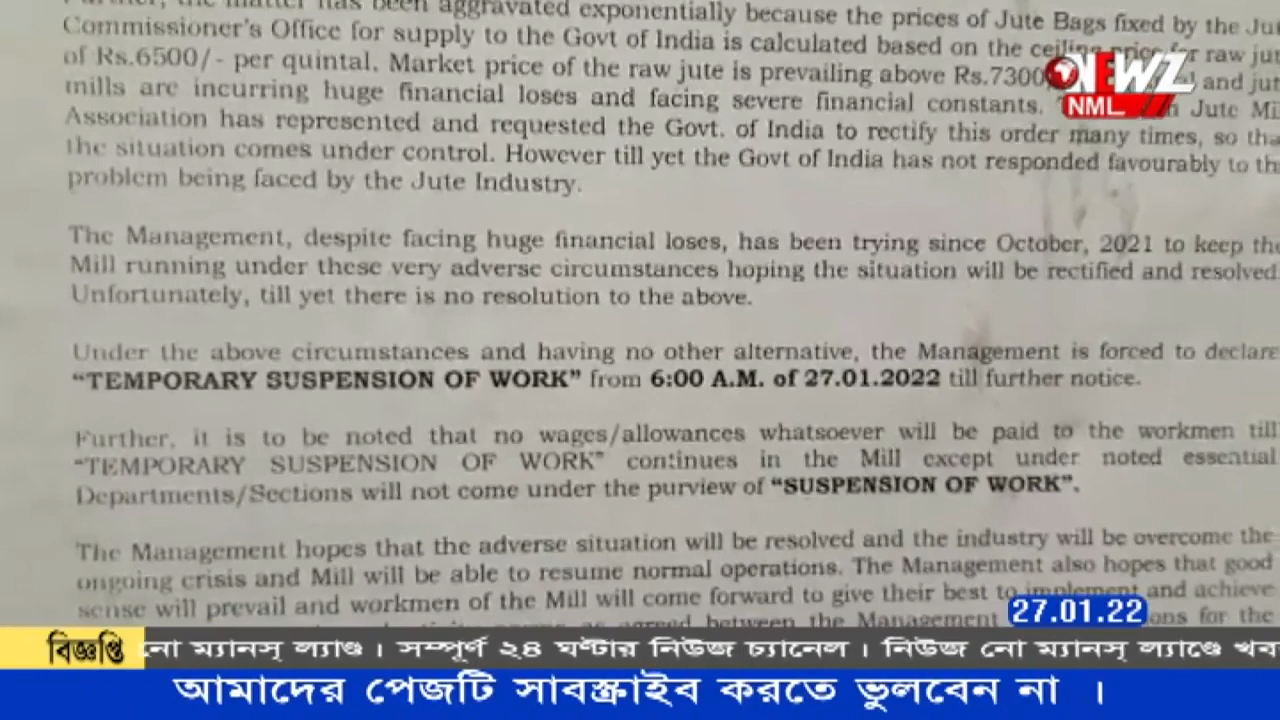 the matter has been aggravated exponentially because the prices of Jute Bags fixed by the
Commissioner's Office for supply to the Govt of India is calculated based on the ceiling price for raw
of Rs.6500/- per quintal. Market price of the raw jute is prevailing above Rs.7300 and
mills are incurring huge financial loses and facing severe financial constants. Jute
Association has represented and requested the Govt. of India to rectify this order many times, so
the situation comes under control. However till yet the Govt of India has not responded favourably to
problem being faced by the Jute Industry.
The Management, despite facing huge financial loses, has been trying since October, 2021 to keep the
Mill running under these very adverse circumstances hoping the situation will be rectified and resolved
Unfortunately, till yet there is no resolution to the above.
Under the above circumstances and having no other alternative, the Management is forced to declare
“TEMPORARY SUSPENSION OF WORK” from 6:00 A.M. of 27.01.2022 till further notice.
Further, it is to be noted that no wages/allowances whatsoever will be paid to the workmen till
“TEMPORARY SUSPENSION OF WORK” continues in the Mill except under noted essential
Departments/Sections will not come under the purview of “SUSPENSION OF WORK”.
The Management hopes that the adverse situation will be resolved and the industry will be overcome the
ongoing crisis and Mill will be able to resume normal operations. The Management also hopes that good
sense will prevail and workmen of the Mill will come forward to give their best to implement and achieve
agreed between the Management for the
NEWZ
NML
27.01.22
বিজ্ঞপ্তি নো ম্যানস্ ল্যাণ্ড । সম্পূর্ণ ২৪ ঘন্টার নিউজ চ্যানেল । নিউজ নো ম্যানস্ ল্যাণ্ডে
আমাদের পেজটি সাবস্ক্রাইব করতে ভুলবেন না ।